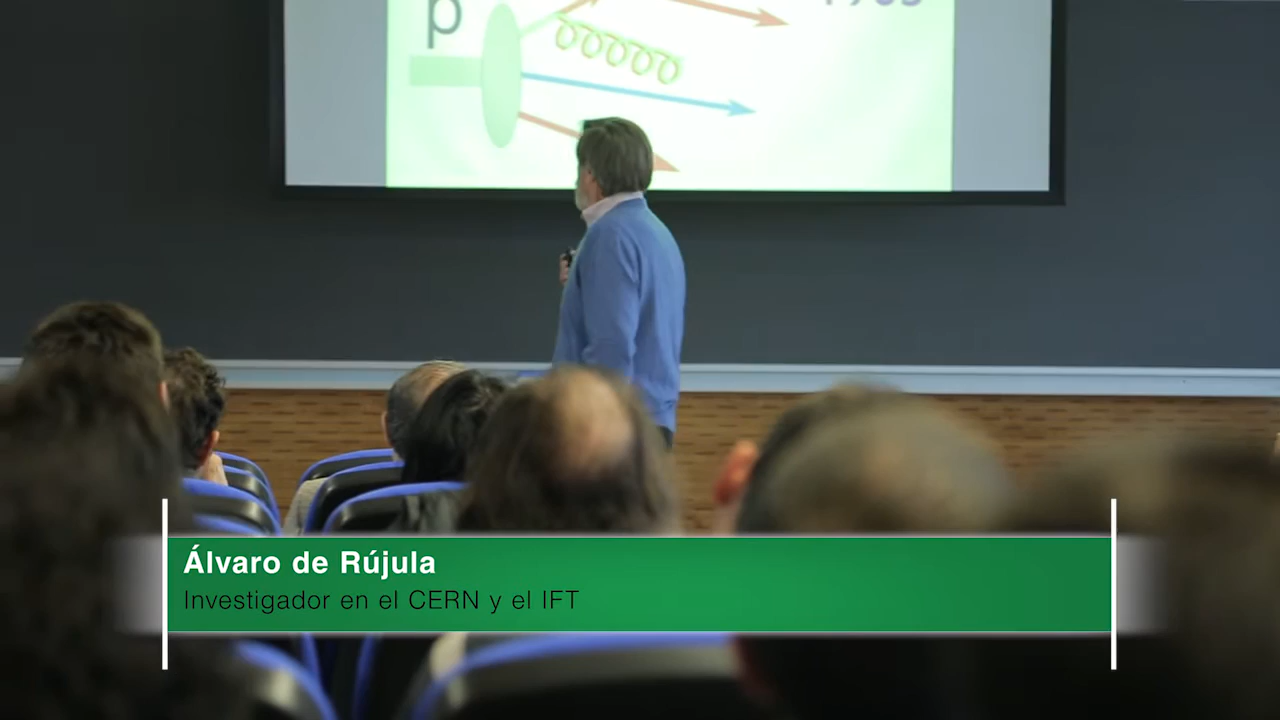 p
Álvaro de Rújula
Investigador en el CERN y el IFT